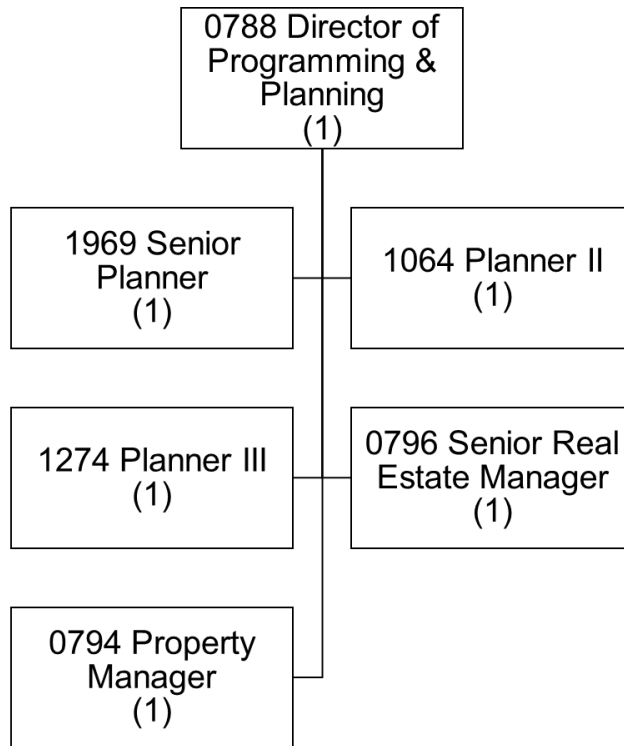 0788 Director of
Programming &
Planning
(1)
1969 Senior
Planner
(1)
1064 Planner II
(1)
1274 Planner III
(1)
0796 Senior Real
Estate Manager
(1)
0794 Property
Manager
(1)